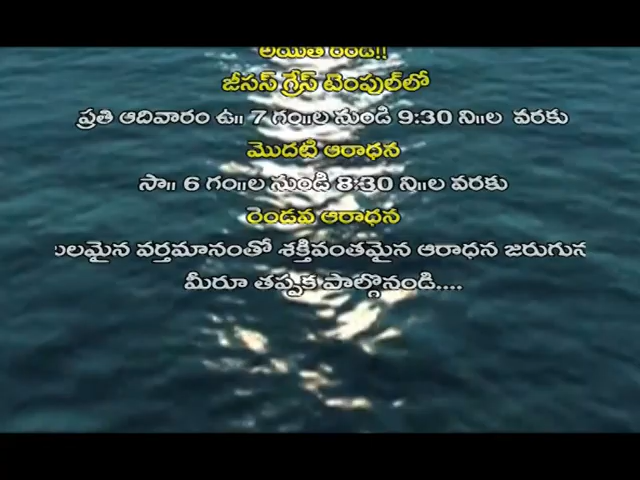 అయితే రండి!!
జీసస్ గ్రేస్ టెంపుల్‌లో
ప్రతి ఆదివారం ఉ॥ 7 గం॥ల నుండి 9:30 ని॥ల వరకు
మొదటి ఆరాధన
సా॥ 6 గం॥ల నుండి 8:30 ని॥ల వరకు
రెండవ ఆరాధన
వర్తమానంతో శక్తివంతమైన ఆరాధన
మీరూ తప్పక పాల్గొనండి....